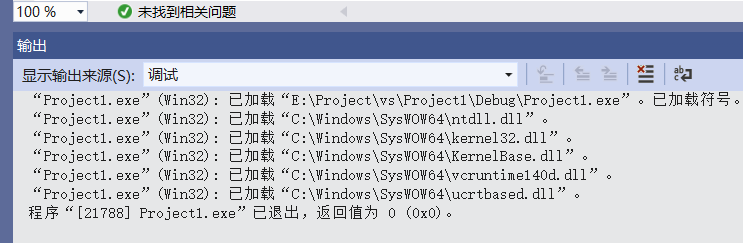 100 %
未找到相关问题
输出
显示输出来源(S): 调试
“Project1.exe”(Win32): 已加载“E:\Project\vs\Project1\Debug\Project1.exe”。已加载符号。
“Project1.exe”(Win32): 已加载“C:\Windows\SysWOW64\ntdll.dll”。
“Project1.exe”(Win32): 已加载“C:\Windows\SysWOW64\kernel32.dll”。
“Project1.exe”(Win32): 已加载“C:\Windows\SysWOW64\KernelBase.dll”。
“Project1.exe”(Win32): 已加载“C:\Windows\SysWOW64\vcruntime140d.dll”。
“Project1.exe”(Win32): 已加载“C:\Windows\SysWOW64\ucrtbased.dll”。
程序“[21788] Project1.exe”已退出，返回值为 0 (0x0)。